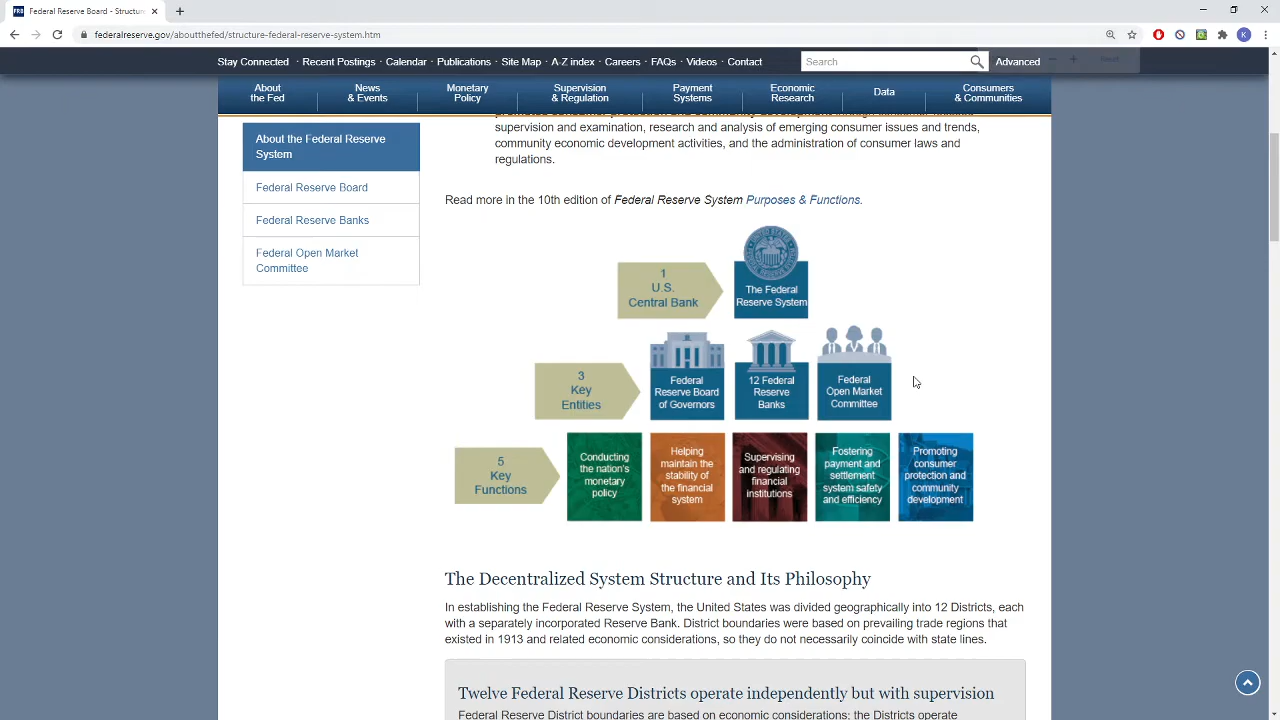 Federal Reserve Board - Structure
federalreserve.gov/aboutthefed/structure-federal-reserve-system.htm
Stay Connected · Recent Postings · Calendar · Publications · Site Map · A-Z index · Careers · FAQs · Videos · Contact
Search
Advanced
About
the Fed
News
& Events
Monetary
Policy
Supervision
& Regulation
Payment
Systems
Economic
Research
Data
Consumers
& Communities
About the Federal Reserve
System
Federal Reserve Board
Federal Reserve Banks
Federal Open Market
Committee
supervision and examination, research and analysis of emerging consumer issues and trends,
community economic development activities, and the administration of consumer laws and
regulations.
Read more in the 10th edition of Federal Reserve System Purposes & Functions.
1
U.S.
Central Bank
The Federal
Reserve System
3
Key
Entities
Federal
Reserve Board
of Governors
12 Federal
Reserve
Banks
Federal
Open Market
Committee
5
Key
Functions
Conducting
the nation's
monetary
policy
Helping
maintain the
stability of
the financial
system
Supervising
and regulating
financial
institutions
Fostering
payment and
settlement
system safety
and efficiency
Promoting
consumer
protection and
community
development
The Decentralized System Structure and Its Philosophy
In establishing the Federal Reserve System, the United States was divided geographically into 12 Districts, each
with a separately incorporated Reserve Bank. District boundaries were based on prevailing trade regions that
existed in 1913 and related economic considerations, so they do not necessarily coincide with state lines.
Twelve Federal Reserve Districts operate independently but with supervision
Federal Reserve District boundaries are based on economic considerations; the Districts operate